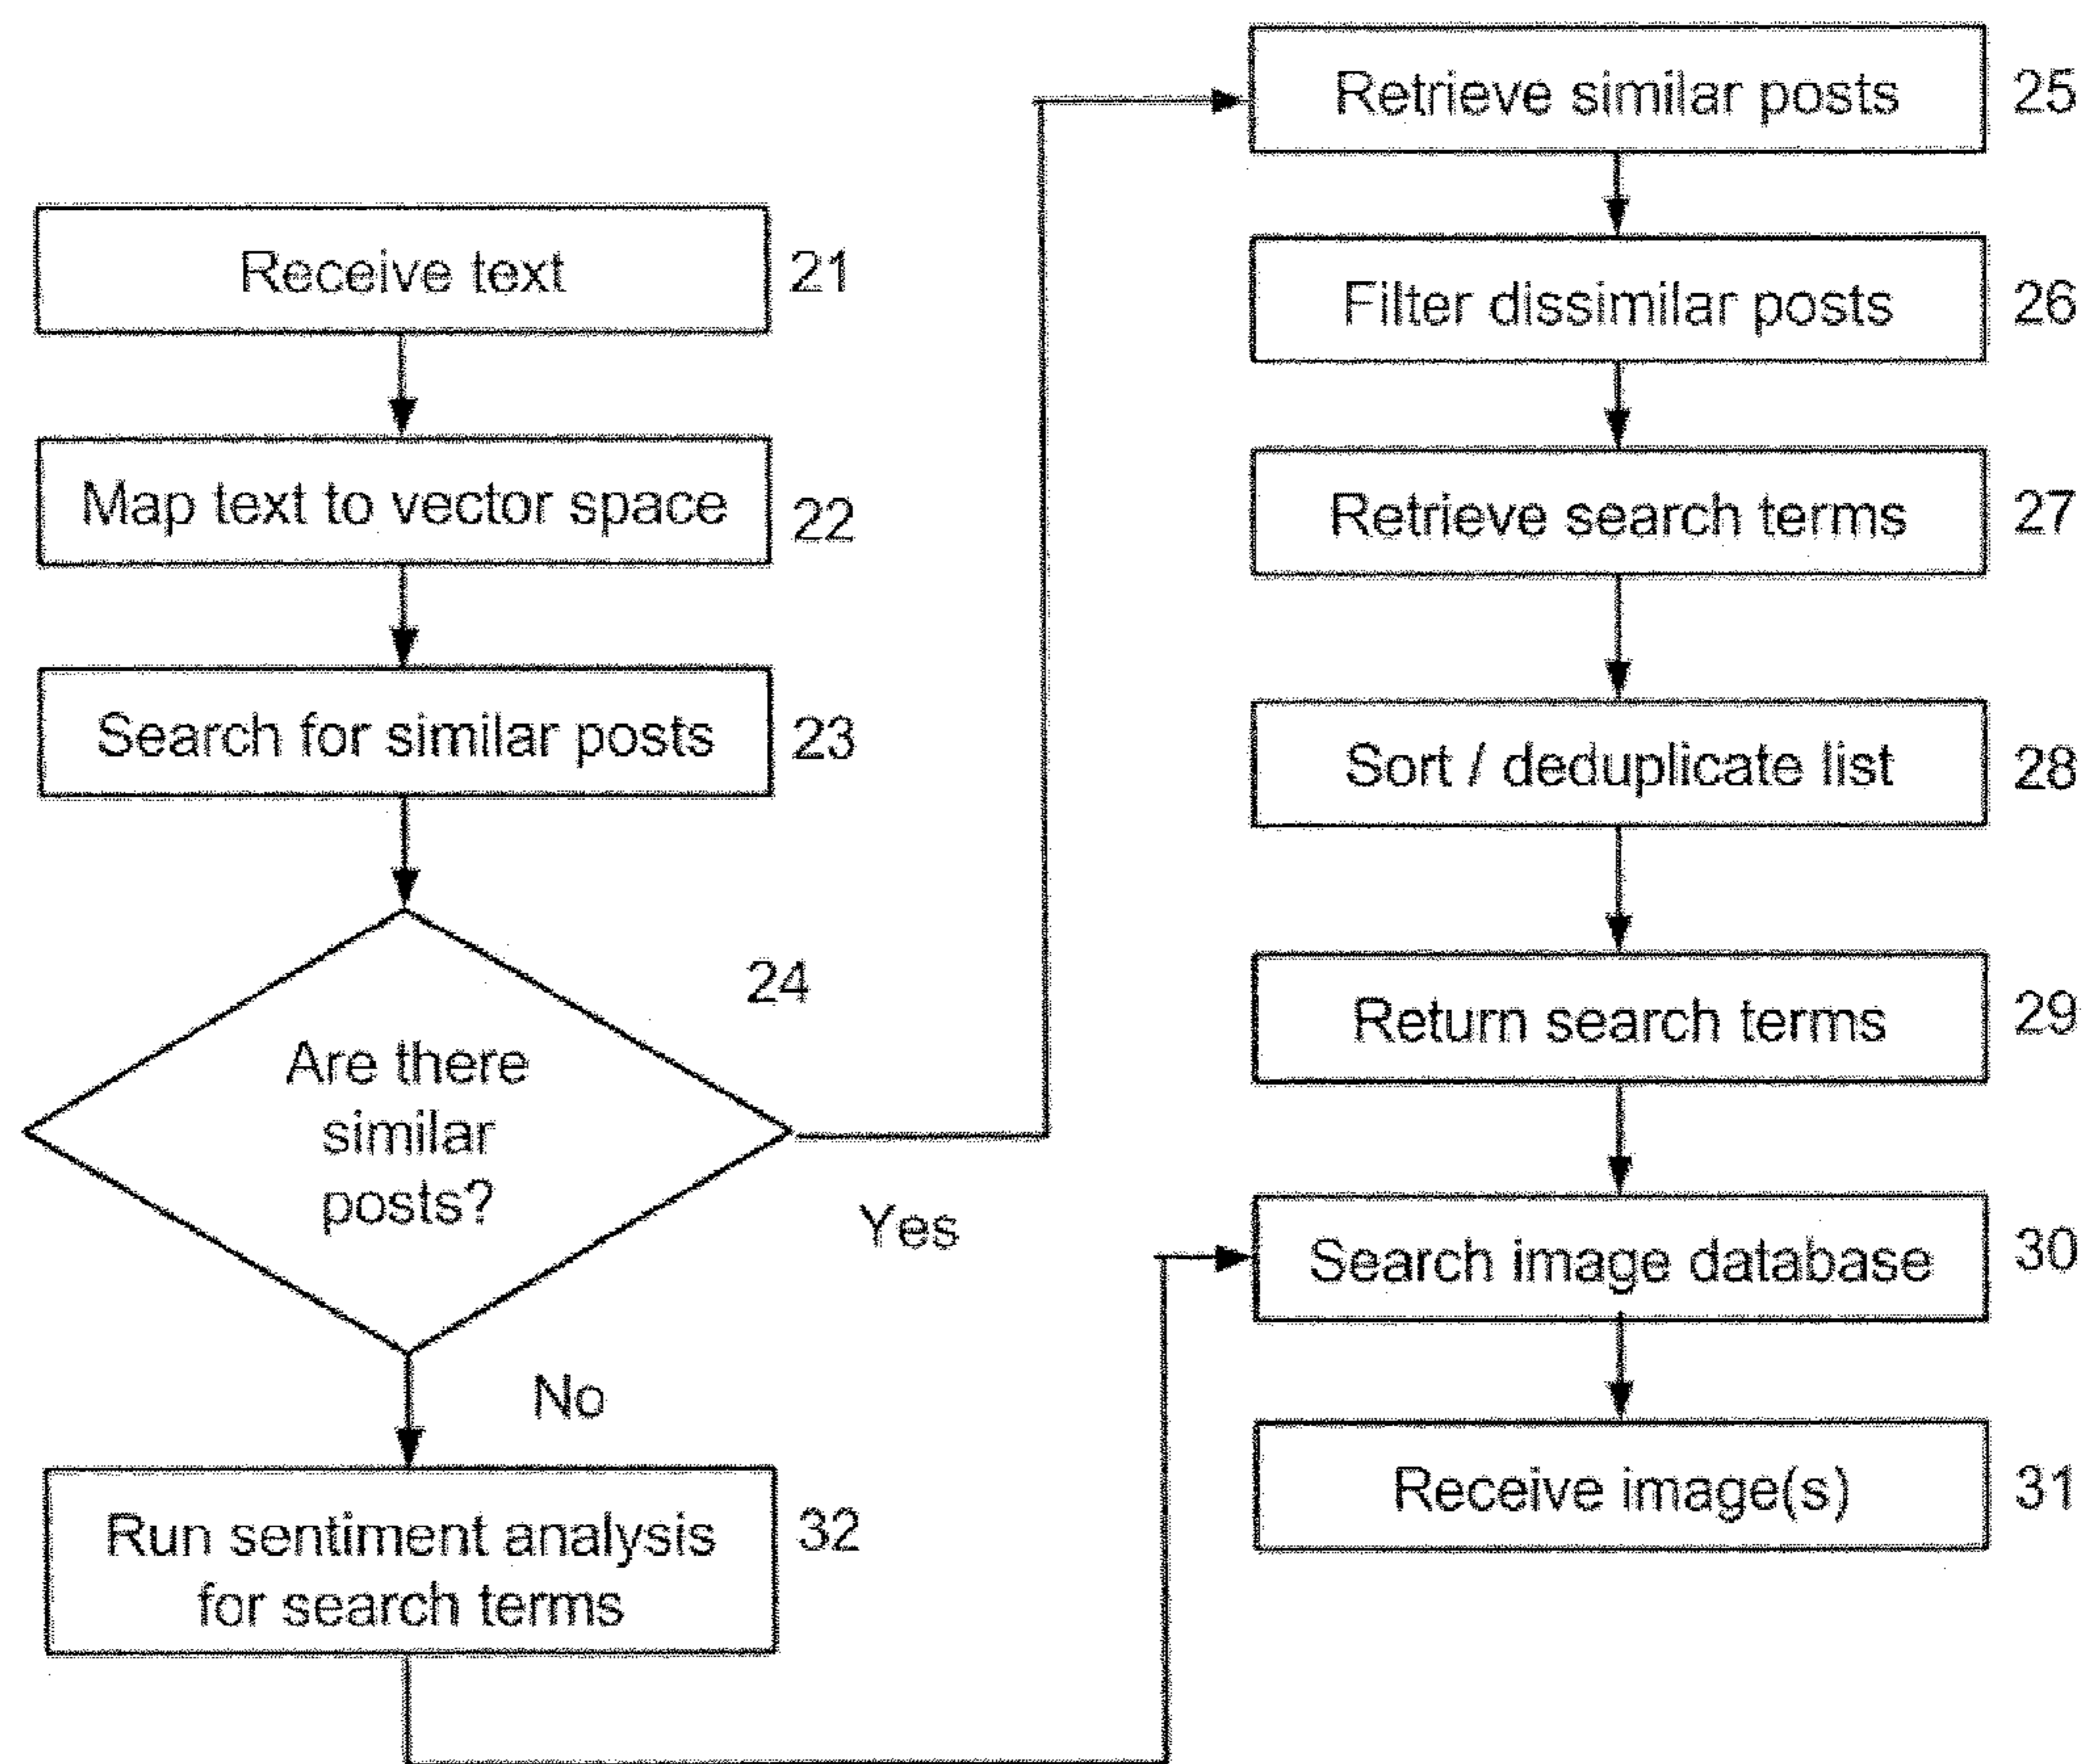 Receive text
21
Map text to vector space
22
Search for similar posts
23
24
Are there
similar
posts?
Yes
No
Run sentiment analysis
for search terms
32
Retrieve similar posts
25
Filter dissimilar posts
26
Retrieve search terms
27
Sort / deduplicate list
28
Return search terms
29
Search image database
30
Receive image(s)
31